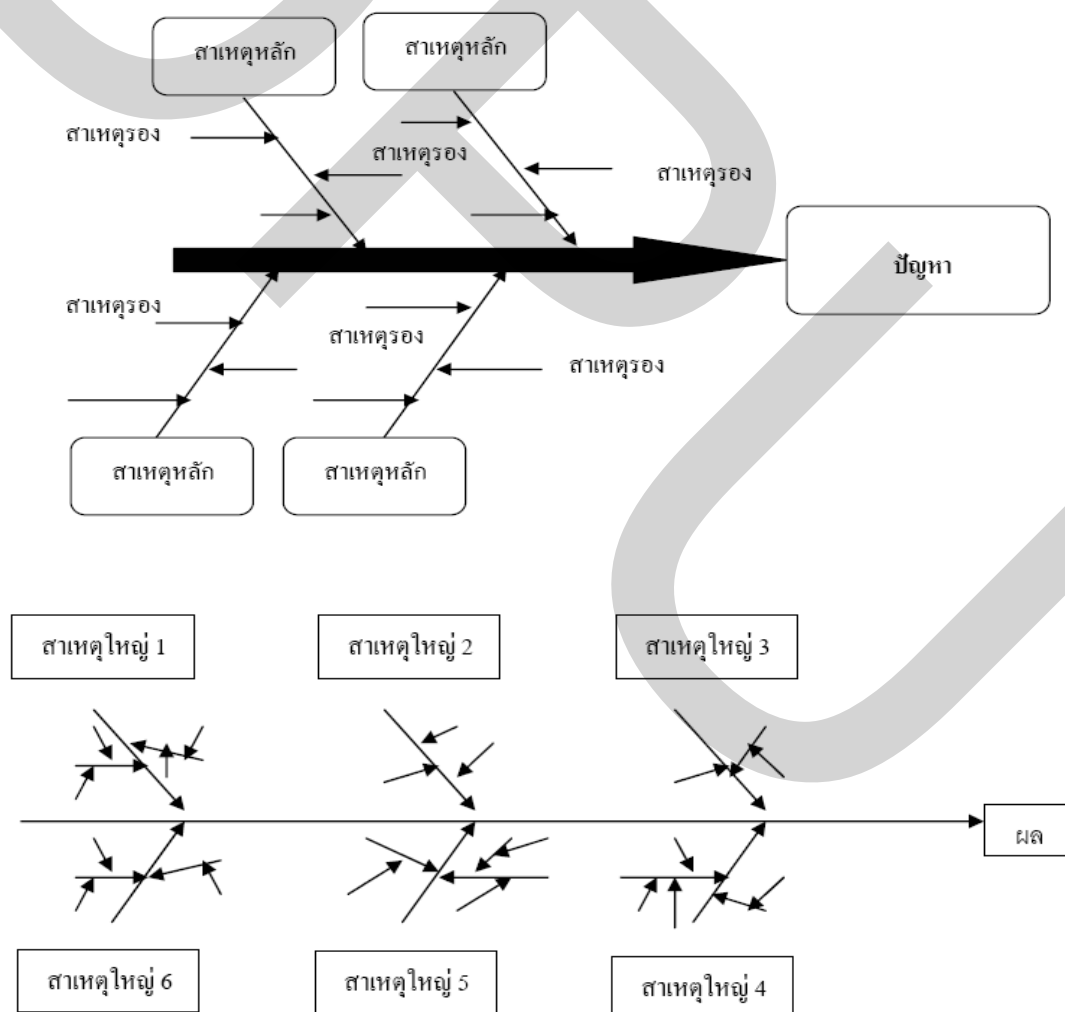 สาเหตุหลัก
สาเหตุหลัก
สาเหตุรอง
สาเหตุรอง
สาเหตุรอง
ปัญหา
สาเหตุรอง
สาเหตุรอง
สาเหตุรอง
สาเหตุหลัก
สาเหตุหลัก
สาเหตุใหญ่ 1
สาเหตุใหญ่ 2
สาเหตุใหญ่ 3
ผล
สาเหตุใหญ่ 6
สาเหตุใหญ่ 5
สาเหตุใหญ่ 4